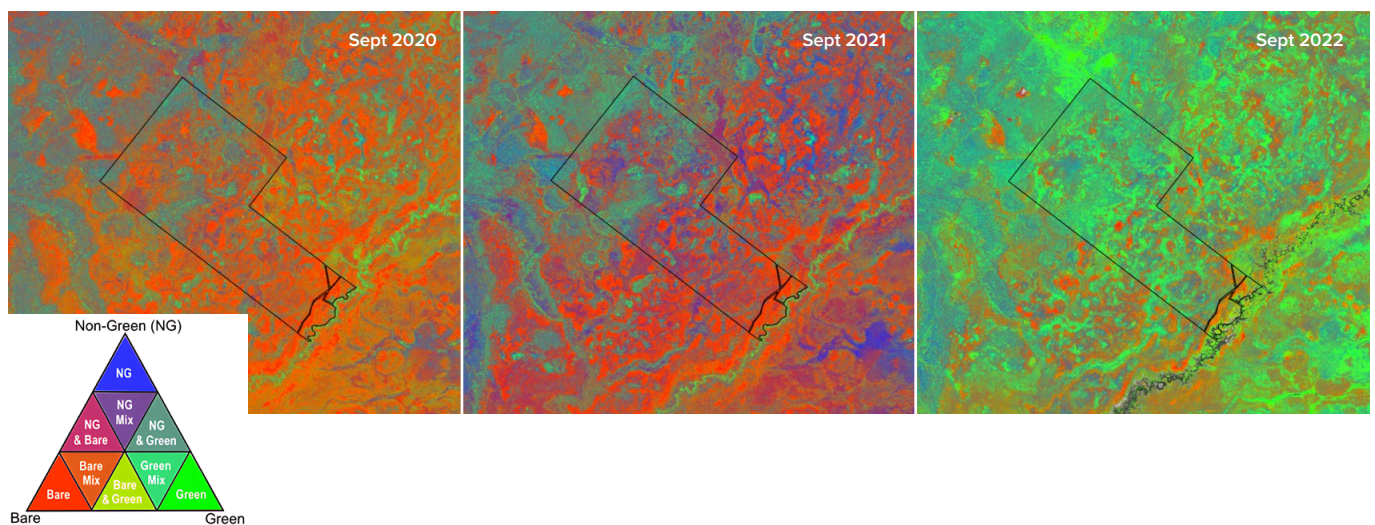 Sept 2020
Sept 2021
Sept 2022
Non-Green (NG)
NG
NG
Mix
NG
& Bare
NG
& Green
Bare
Bare
Mix
Bare
& Green
Green
Mix
Green
Bare
Green